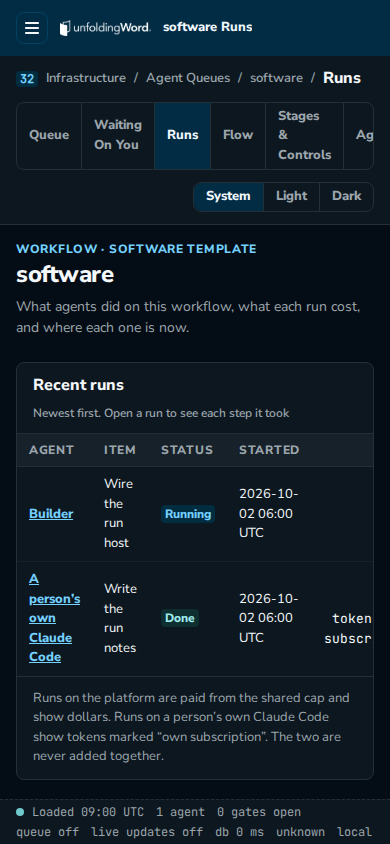 unfoldingWord. software Runs
32 Infrastructure / Agent Queues / software / Runs
Queue
Waiting
On You
Runs
Flow
Stages
&
Controls
Ag
System Light Dark
WORKFLOW · SOFTWARE TEMPLATE
software
What agents did on this workflow, what each run cost,
and where each one is now.
Recent runs
Newest first. Open a run to see each step it took
AGENT ITEM STATUS STARTED
Builder
Wire
the
run
host
Running
2026-10-
02 06:00
UTC
A
person's
own
Claude
Code
Write
the
run
notes
Done
2026-10-
02 06:00
UTC
token
subscr
Runs on the platform are paid from the shared cap and
show dollars. Runs on a person's own Claude Code
show tokens marked “own subscription”. The two are
never added together.
Loaded 09:00 UTC 1 agent 0 gates open
queue off live updates off db 0 ms unknown local